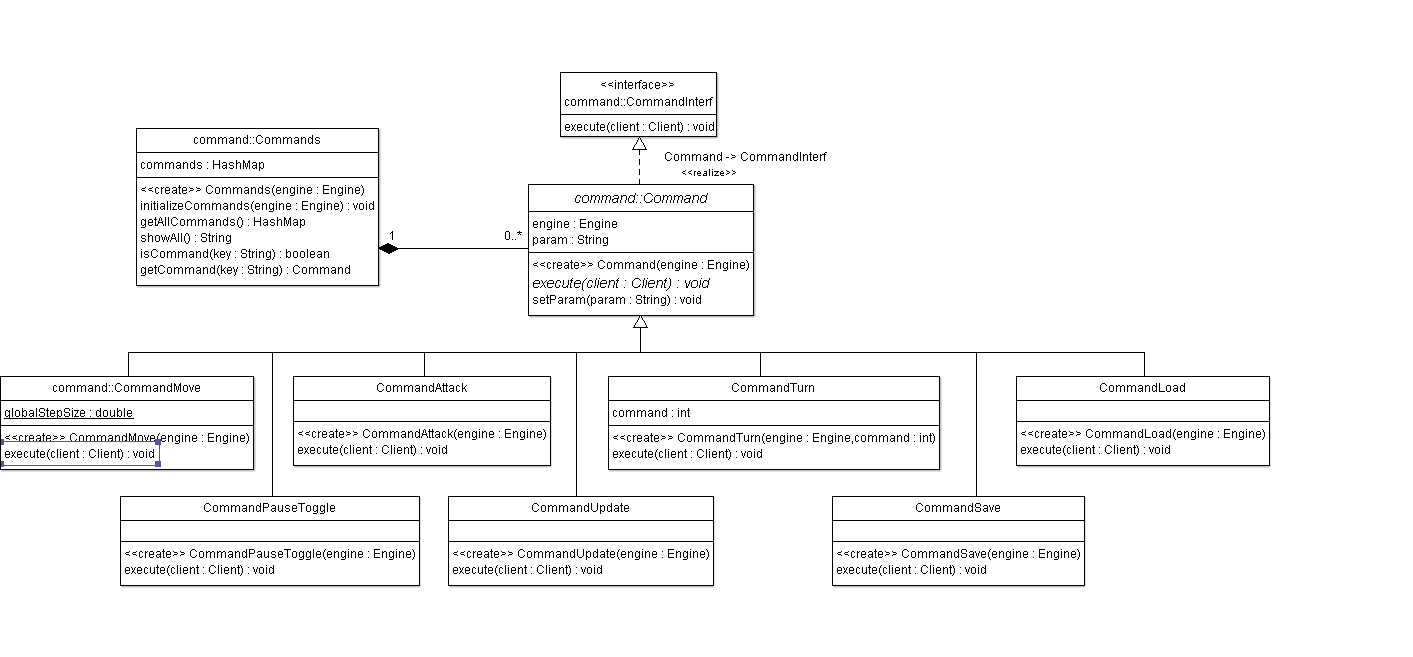 <<interface>>
command::CommandInterf
execute(client : Client) : void
Command -> CommandInterf
<<realize>>
command::Commands
commands : HashMap
<<create>> Commands(engine : Engine)
initializeCommands(engine : Engine) : void
getAllCommands() : HashMap
showAll() : String
isCommand(key : String) : boolean
getCommand(key : String) : Command
1
0..*
command::Command
engine : Engine
param : String
<<create>> Command(engine : Engine)
execute(client : Client) : void
setParam(param : String) : void
command::CommandMove
globalStepSize : double
<<create>> CommandMove(engine : Engine)
execute(client : Client) : void
CommandAttack
<<create>> CommandAttack(engine : Engine)
execute(client : Client) : void
CommandTurn
command : int
<<create>> CommandTurn(engine : Engine,command : int)
execute(client : Client) : void
CommandLoad
<<create>> CommandLoad(engine : Engine)
execute(client : Client) : void
CommandPauseToggle
<<create>> CommandPauseToggle(engine : Engine)
execute(client : Client) : void
CommandUpdate
<<create>> CommandUpdate(engine : Engine)
execute(client : Client) : void
CommandSave
<<create>> CommandSave(engine : Engine)
execute(client : Client) : void